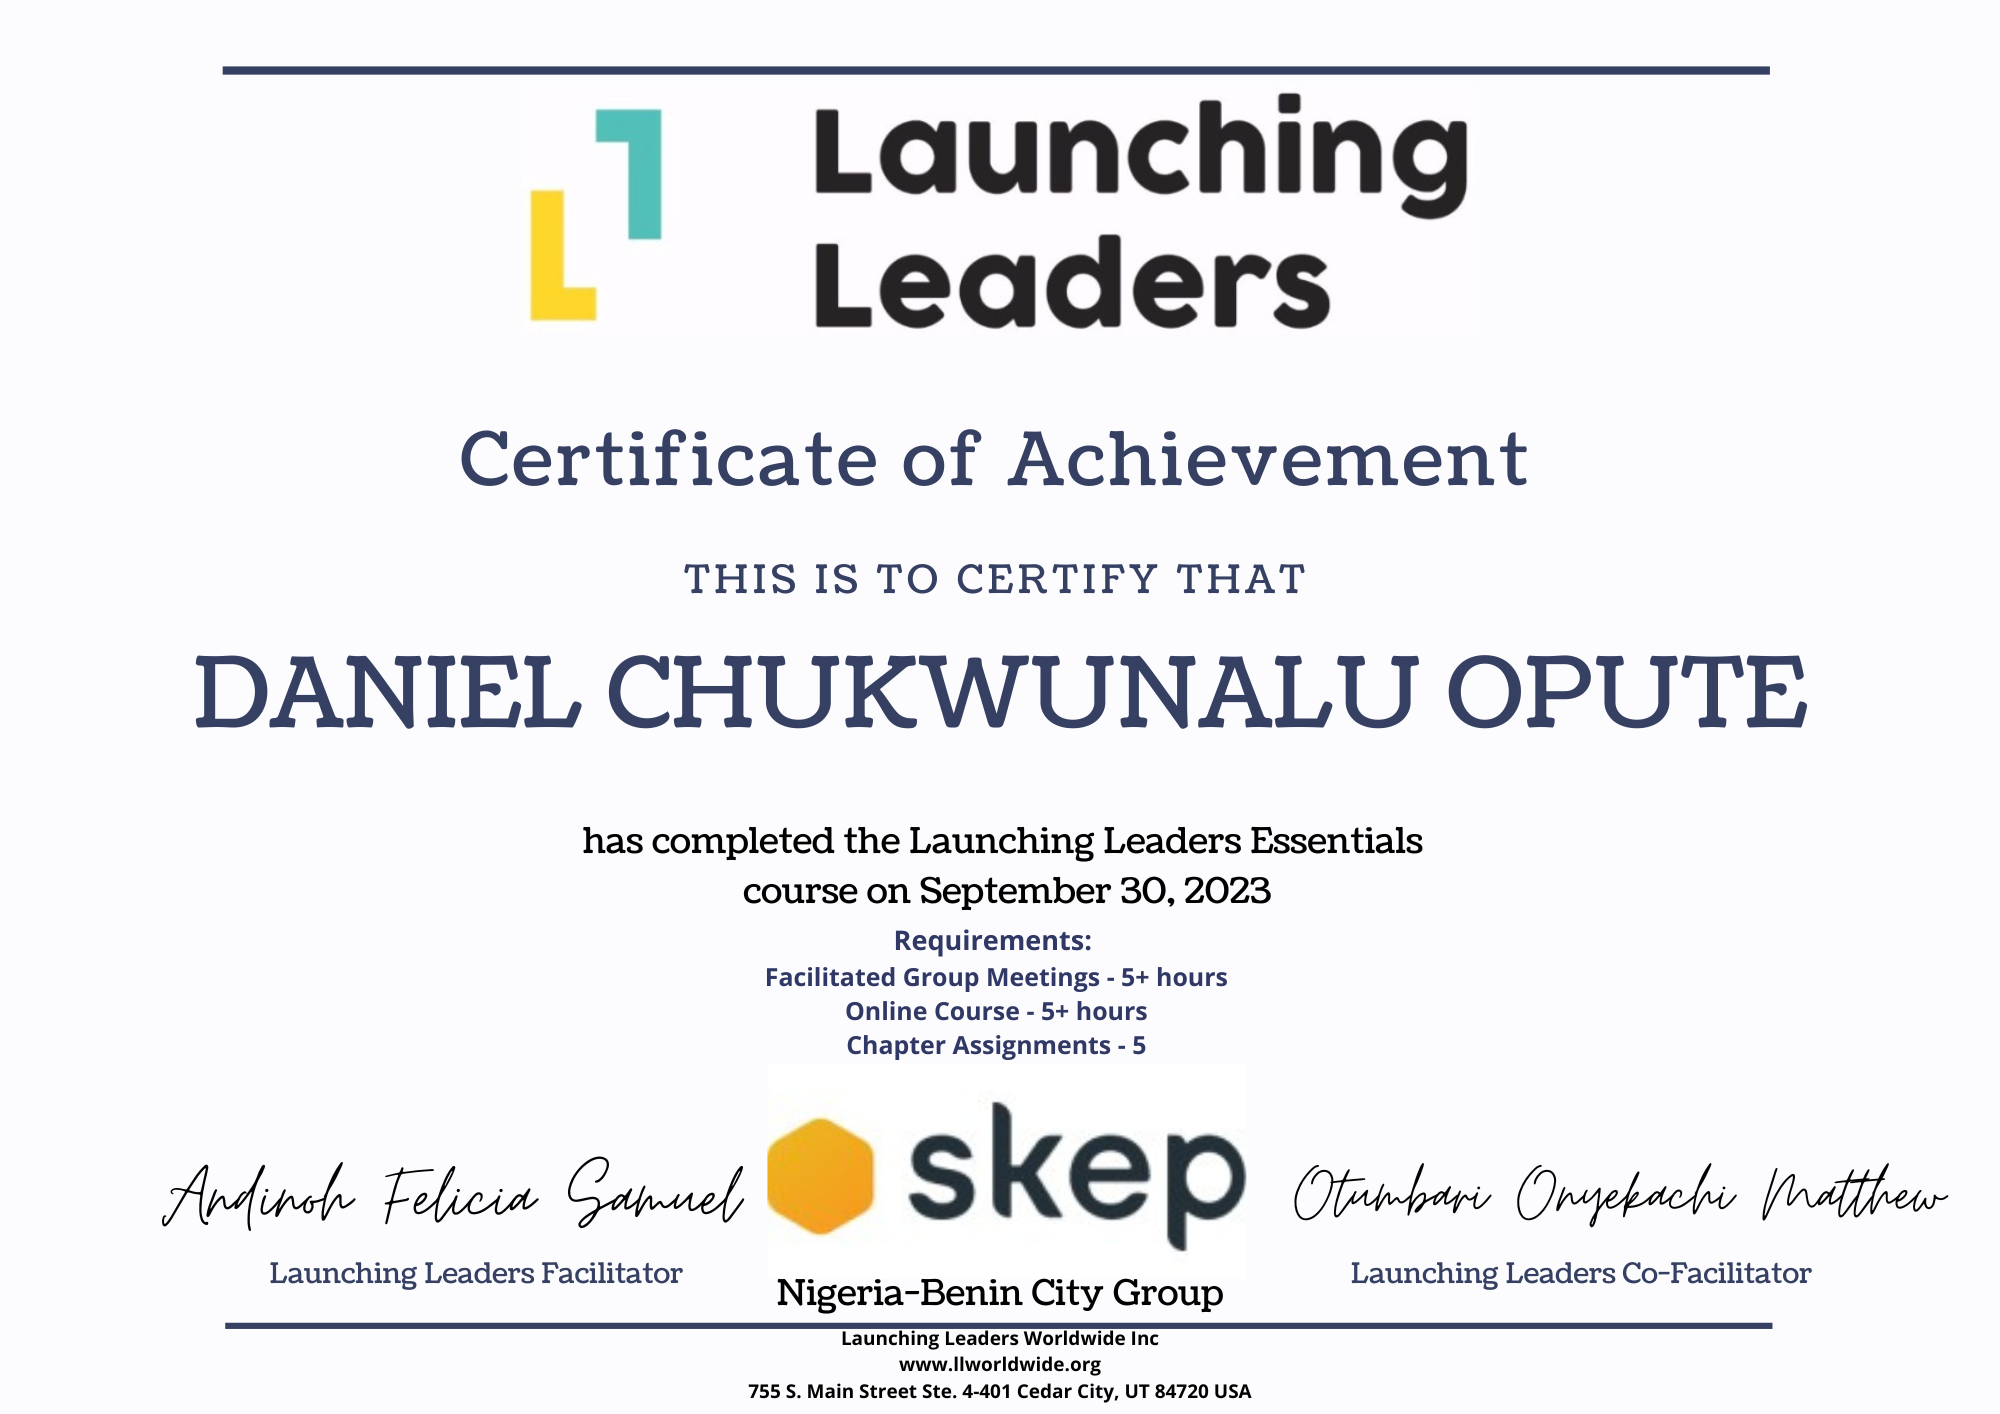 Launching
Leaders
Certificate of Achievement
THIS IS TO CERTIFY THAT
DANIEL CHUKWUNALU OPUTE
has completed the Launching Leaders Essentials
course on September 30, 2023
Requirements:
Facilitated Group Meetings - 5+ hours
Online Course - 5+ hours
Chapter Assignments - 5
Andinoh Felicia Samuel
Launching Leaders Facilitator
skep
Nigeria-Benin City Group
Otumbari Onyekachi Matthew
Launching Leaders Co-Facilitator
Launching Leaders Worldwide Inc
www.llworldwide.org
755 S. Main Street Ste. 4-401 Cedar City, UT 84720 USA